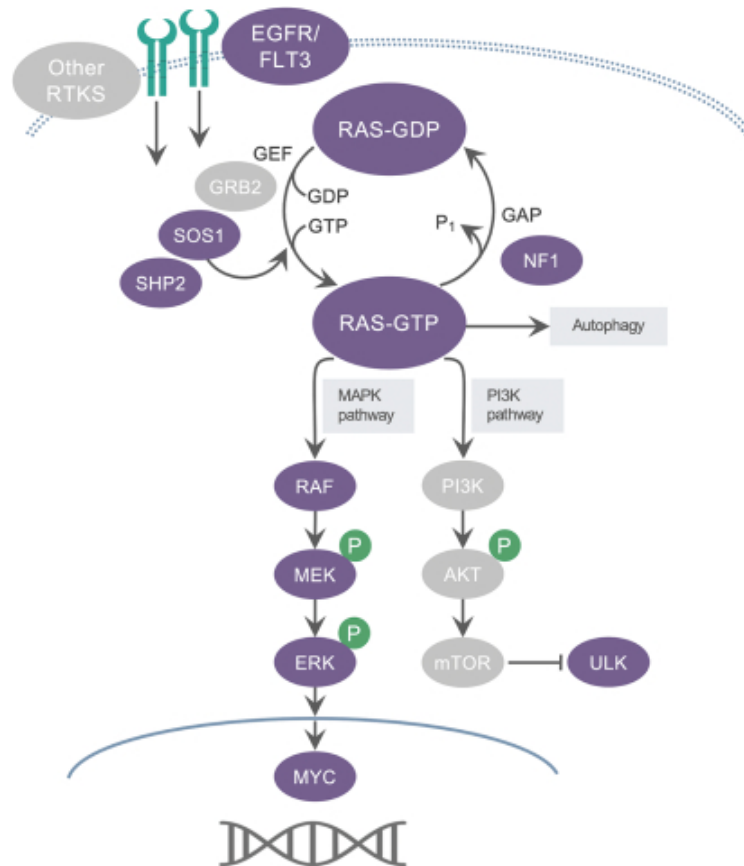 EGFR/
FLT3
Other
RTKS
RAS-GDP
GEF
GRB2
GDP
GTP
P1
GAP
SOS1
NF1
SHP2
RAS-GTP
Autophagy
MAPK
pathway
PI3K
pathway
RAF
PI3K
P
P
MEK
AKT
P
ERK
mTOR
ULK
MYC